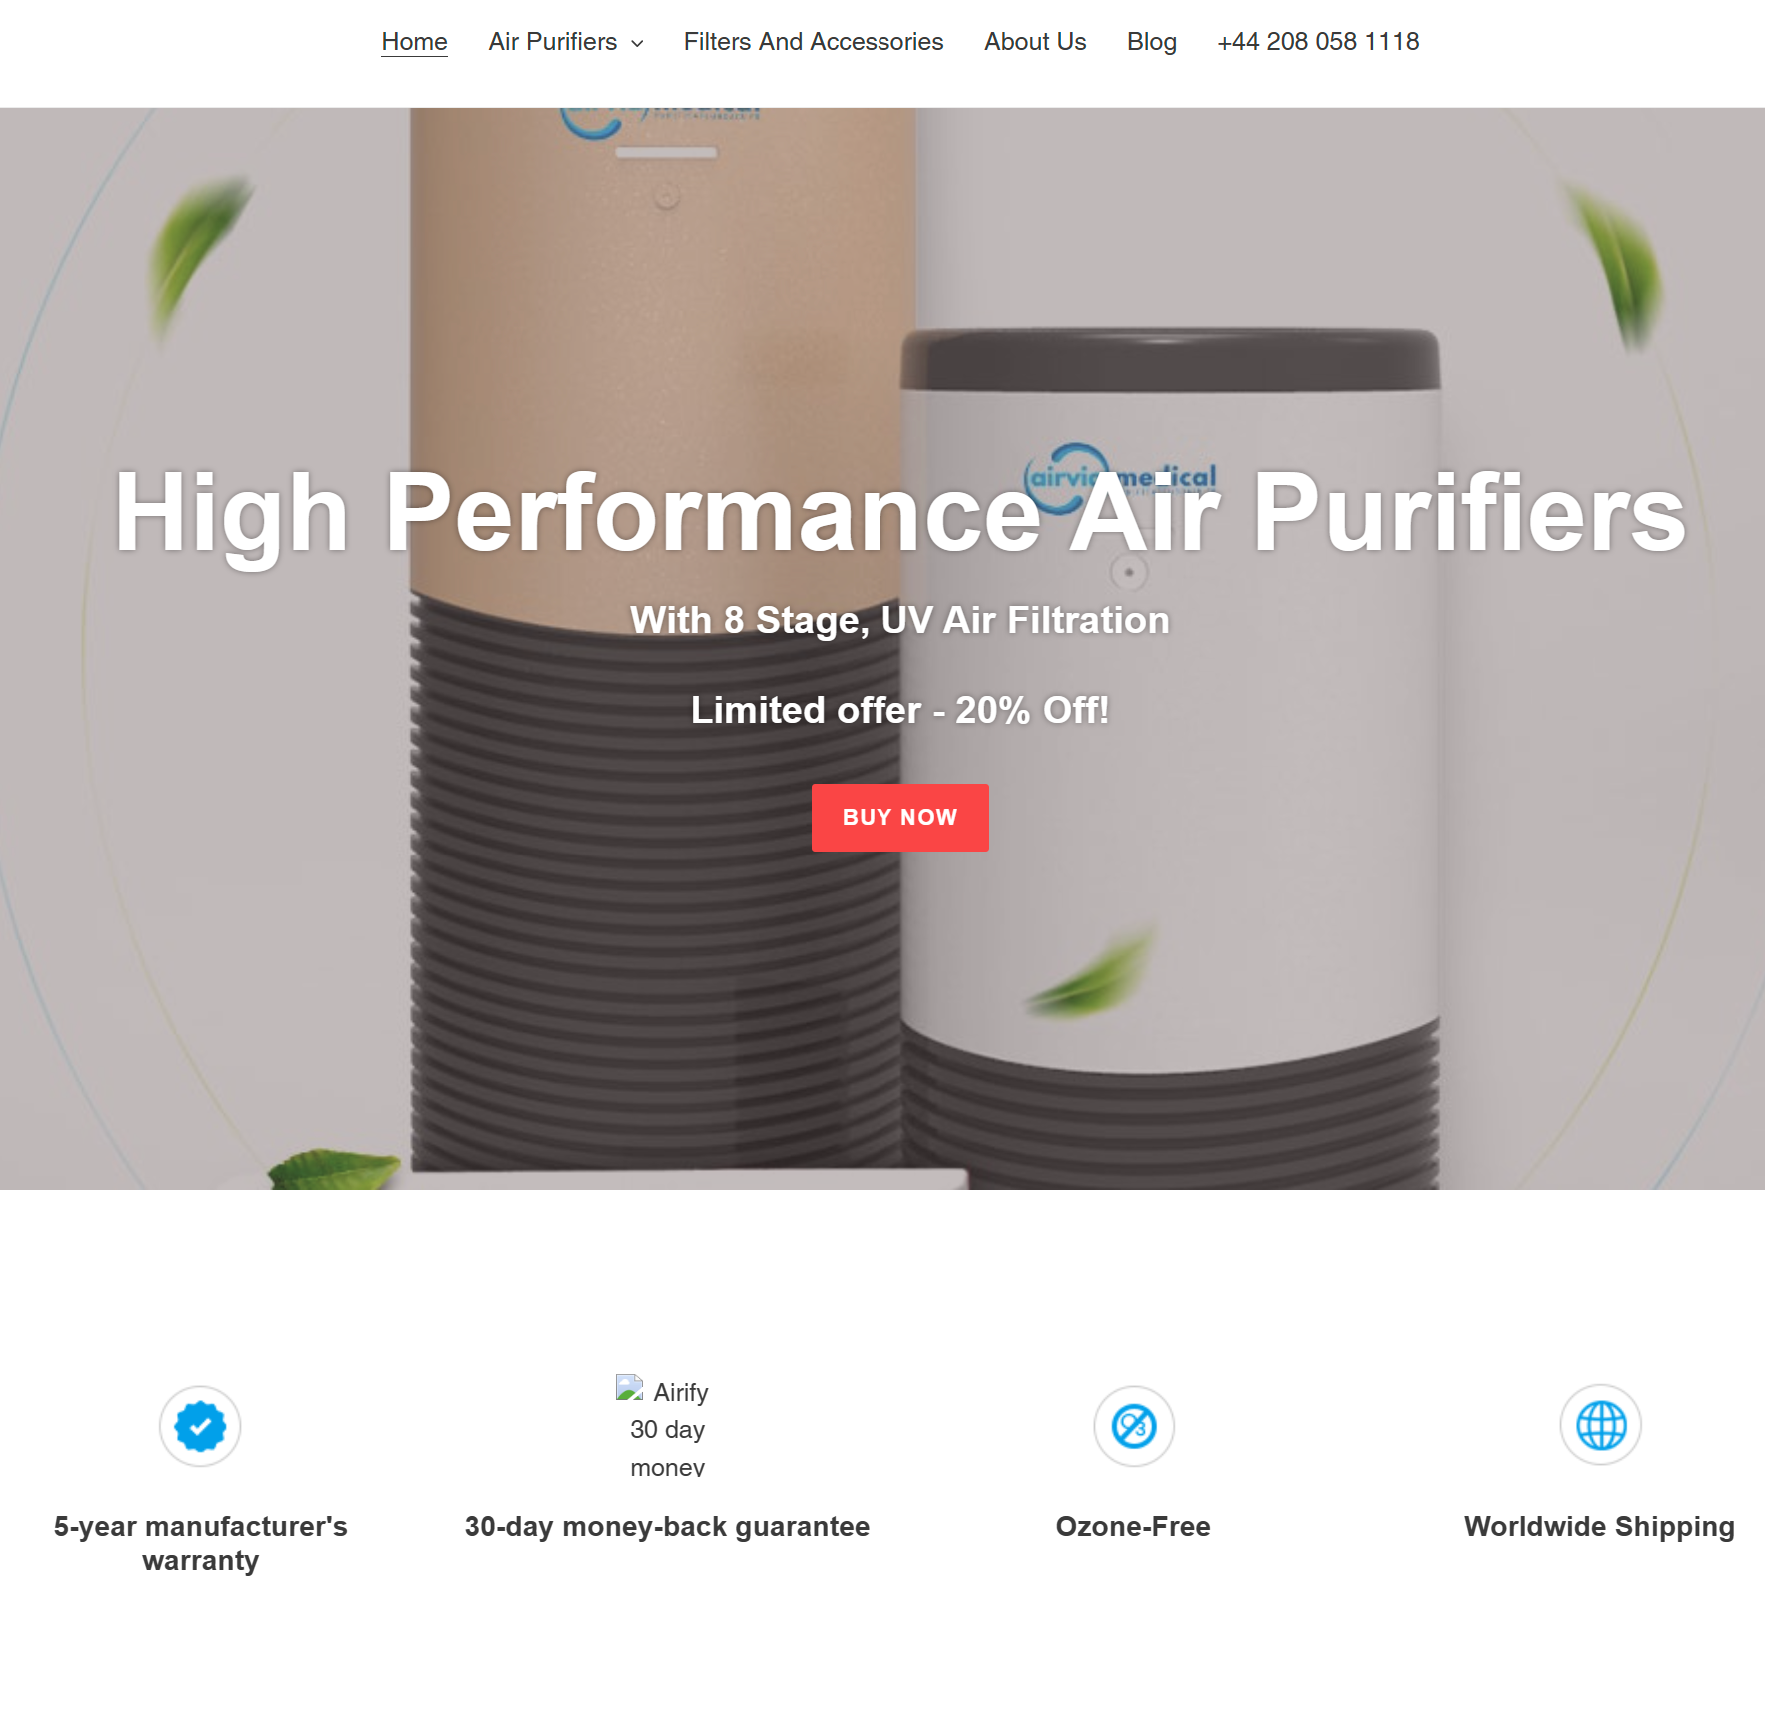 Home Air Purifiers Filters And Accessories About Us Blog +44 208 058 1118
airvia medical
High Performance Air Purifiers
With 8 Stage, UV Air Filtration
Limited offer - 20% Off!
BUY NOW
Airify
30 day
money
5-year manufacturer's
warranty
30-day money-back guarantee
Ozone-Free
Worldwide Shipping